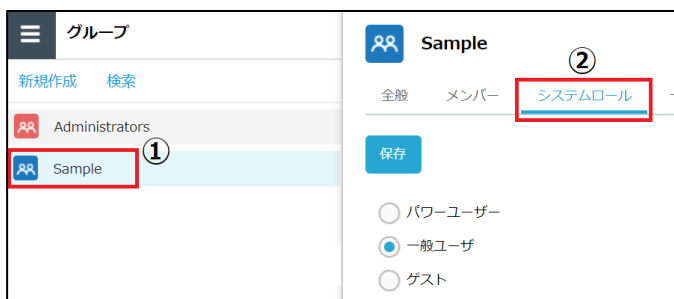 グループ
新規作成 検索
Administrators
①
Sample
Sample
②
全般 メンバー システムロール
保存
パワーユーザー
一般ユーザ
ゲスト